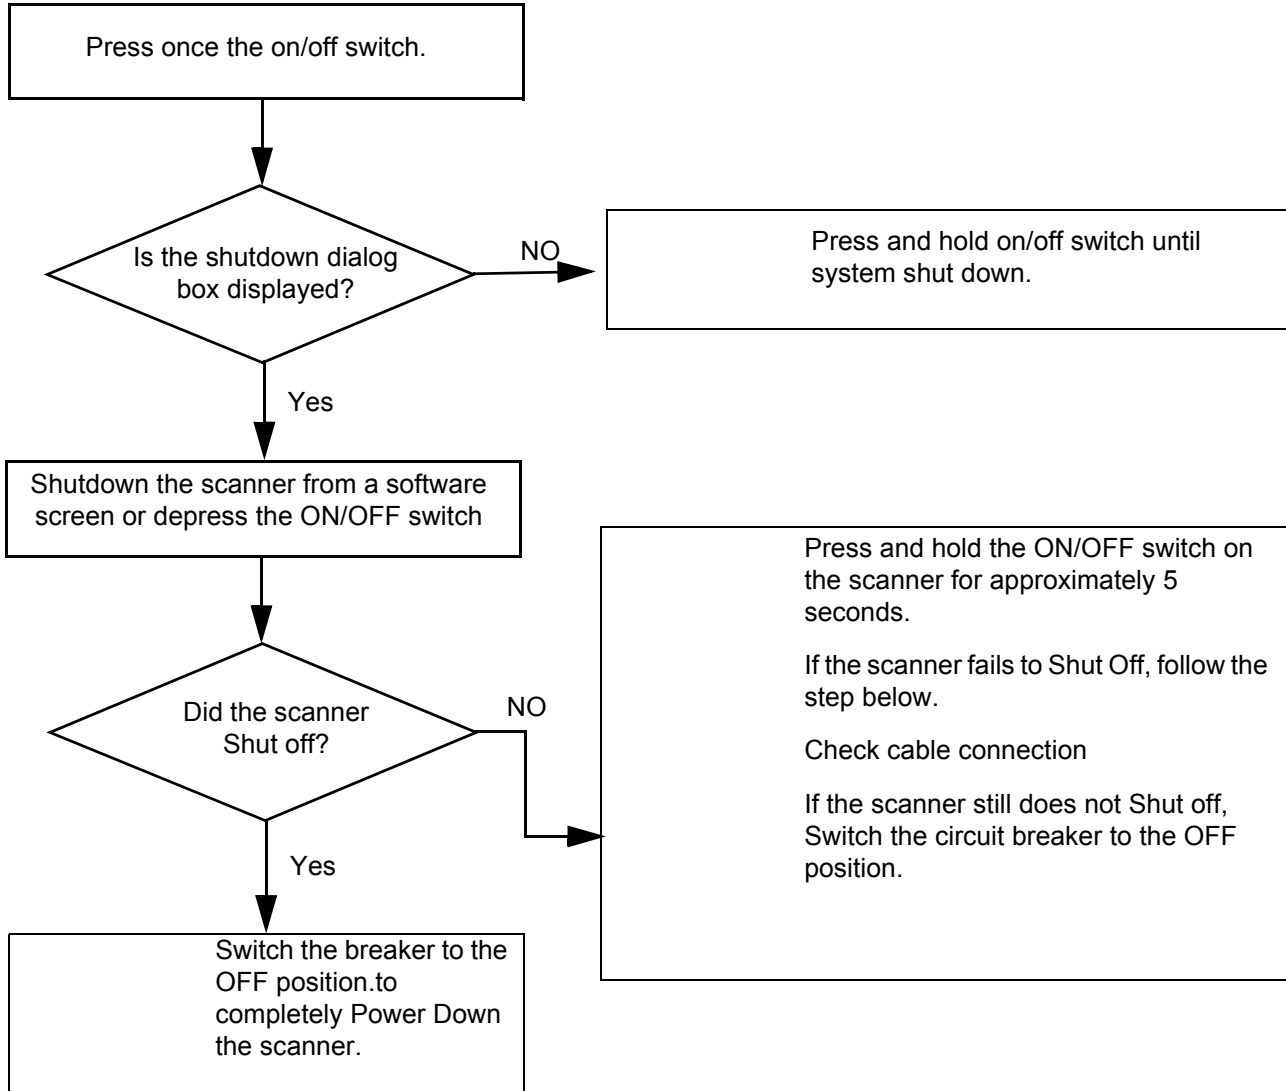 Press once the on/off switch.
Is the shutdown dialog
box displayed?
NO
Press and hold on/off switch until
system shut down.
Yes
Shutdown the scanner from a software
screen or depress the ON/OFF switch
Did the scanner
Shut off?
NO
Press and hold the ON/OFF switch on
the scanner for approximately 5
seconds.
If the scanner fails to Shut Off, follow the
step below.
Check cable connection
If the scanner still does not Shut off,
Switch the circuit breaker to the OFF
position.
Yes
Switch the breaker to the
OFF position.to
completely Power Down
the scanner.